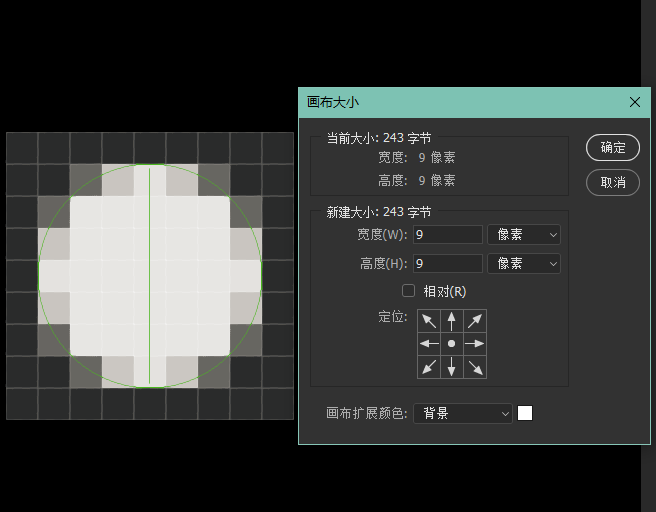 画布大小
当前大小: 243 字节
宽度: 9 像素
高度: 9 像素
确定
取消
新建大小: 243 字节
宽度(W): 9 像素
高度(H): 9 像素
相对(R)
定位:
画布扩展颜色: 背景